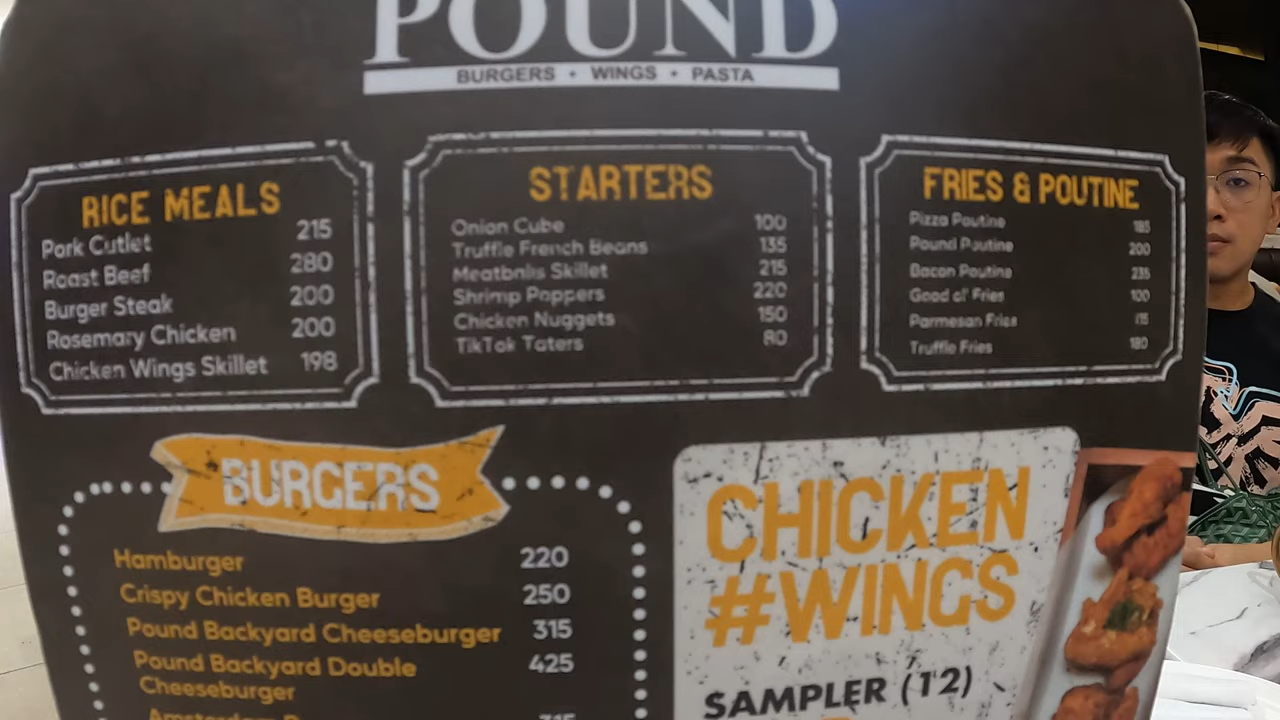 POUND
BURGERS • WINGS • PASTA
RICE MEALS
Pork Cutlet 215
Roast Beef 280
Burger Steak 200
Rosemary Chicken 200
Chicken Wings Skillet 198
STARTERS
Onion Cube 100
Truffle French Beans 135
Meatballs Skillet 215
Shrimp Poppers 220
Chicken Nuggets 150
TikTok Taters 80
FRIES & POUTINE
Pizza Poutine 185
Pound Poutine 200
Bacon Poutine 235
Good ol' Fries 100
Parmesan Fries
Truffle Fries 180
BURGERS
Hamburger 220
Crispy Chicken Burger 250
Pound Backyard Cheeseburger 315
Pound Backyard Double 425
Cheeseburger
Amsterdam
CHICKEN
#WINGS
SAMPLER (12)